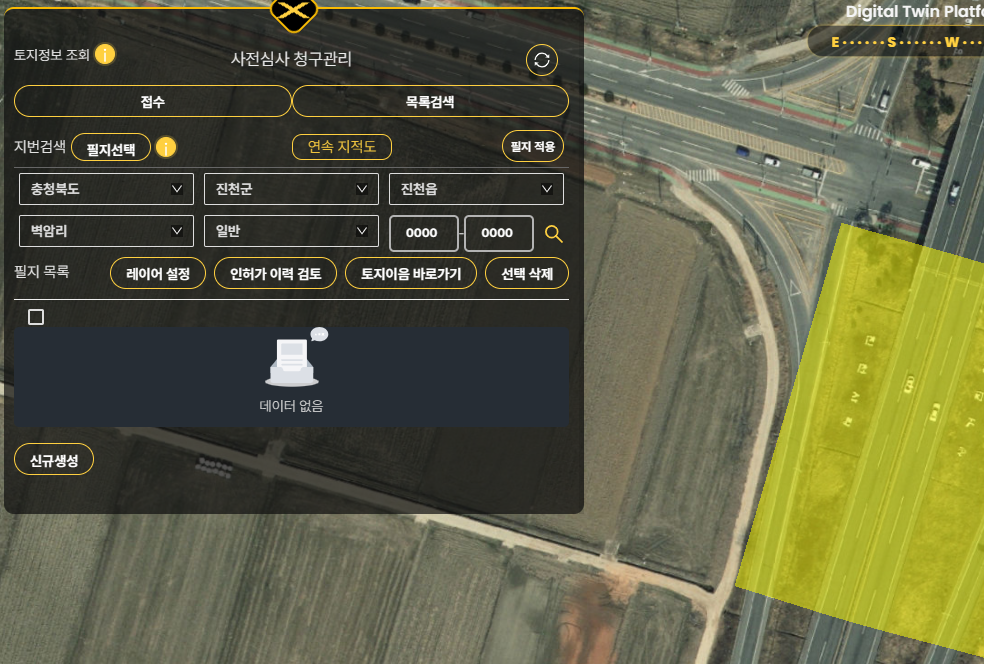 Digital Twin Platf
E S W
토지정보 조회
사전심사 청구관리
접수 목록검색
지번검색 필지선택 연속 지적도 필지 적용
충청북도 진천군 진천읍
벽암리 일반 0000 - 0000
필지 목록 레이어 설정 인허가 이력 검토 토지이음 바로가기 선택 삭제
데이터 없음
신규생성